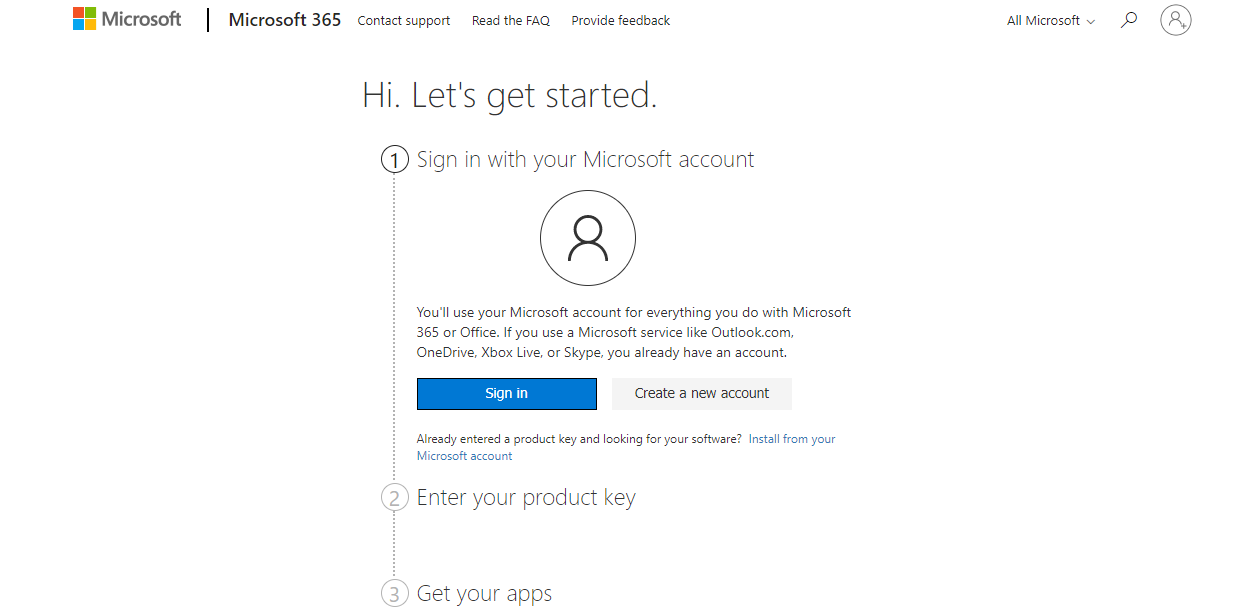 Microsoft Microsoft 365 Contact support Read the FAQ Provide feedback All Microsoft
Hi. Let's get started.
1 Sign in with your Microsoft account
You'll use your Microsoft account for everything you do with Microsoft
365 or Office. If you use a Microsoft service like Outlook.com,
OneDrive, Xbox Live, or Skype, you already have an account.
Sign in Create a new account
Already entered a product key and looking for your software? Install from your
Microsoft account
2 Enter your product key
3 Get your apps